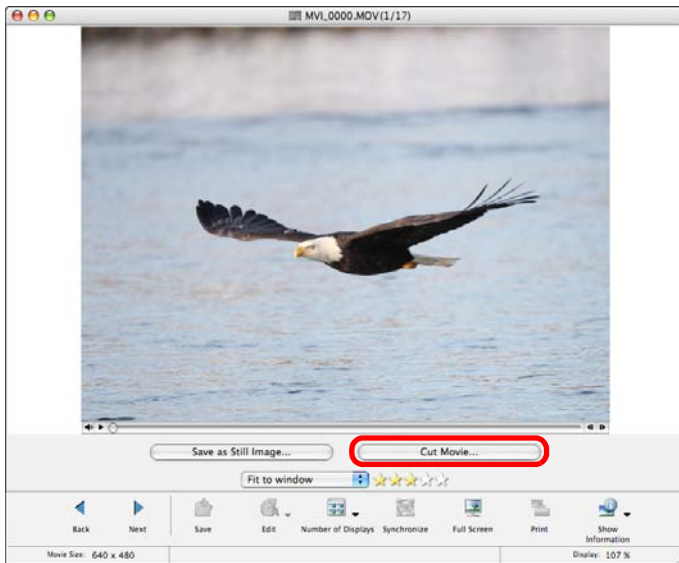 MVI_0000.MOV(1/17)
Save as Still Image...
Cut Movie...
Fit to window
Back
Next
Save
Edit
Number of Displays
Synchronize
Full Screen
Print
Show
Information
Movie Size: 640 x 480
Display: 107 %